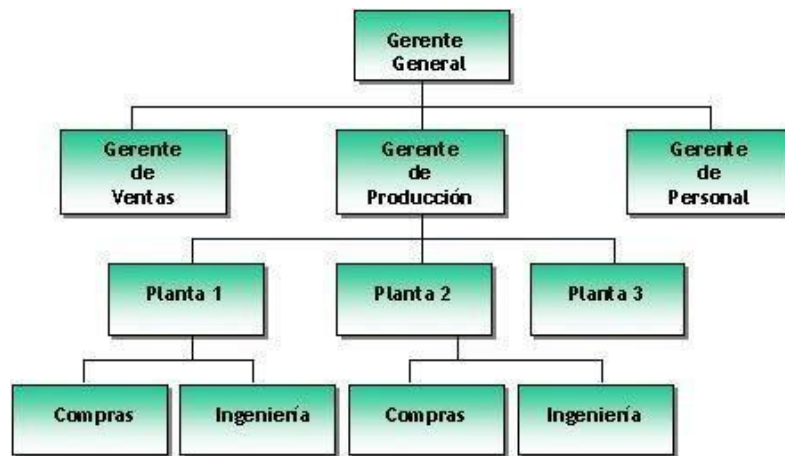 Gerente
General
Gerente
de
Ventas
Gerente
de
Producción
Gerente
de
Personal
Planta 1
Planta 2
Planta 3
Compras
Ingeniería
Compras
Ingeniería